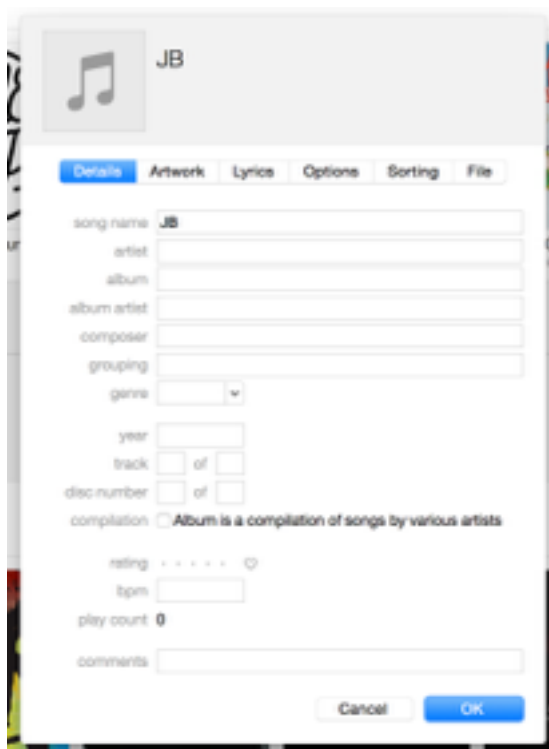 JB
Details Artwork Lyrics Options Sorting File
song name JB
artist
album
album artist
composer
grouping
genre
year
track of
disc number of
compilation Album is a compilation of songs by various artists
rating
bpm
play count 0
comments
Cancel OK